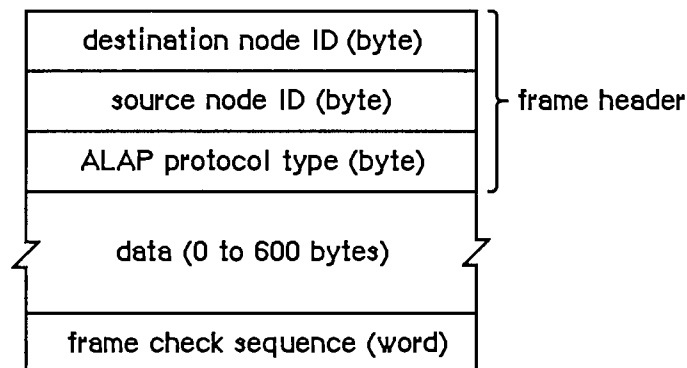 destination node ID (byte)
source node ID (byte)
frame header
ALAP protocol type (byte)
data (0 to 600 bytes)
frame check sequence (word)